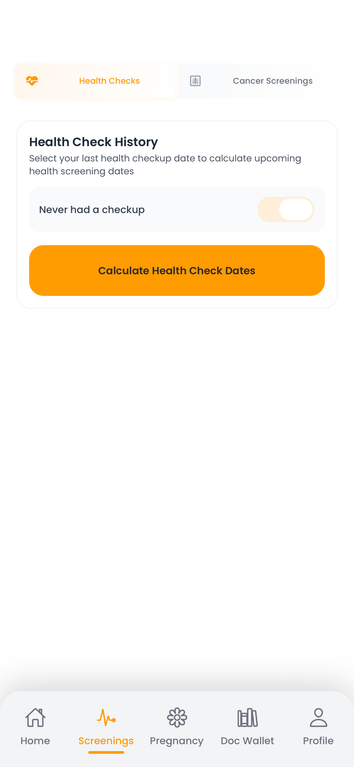 Health Checks
Cancer Screenings
Health Check History
Select your last health checkup date to calculate upcoming
health screening dates
Never had a checkup
Calculate Health Check Dates
Home
Screenings
Pregnancy
Doc Wallet
Profile